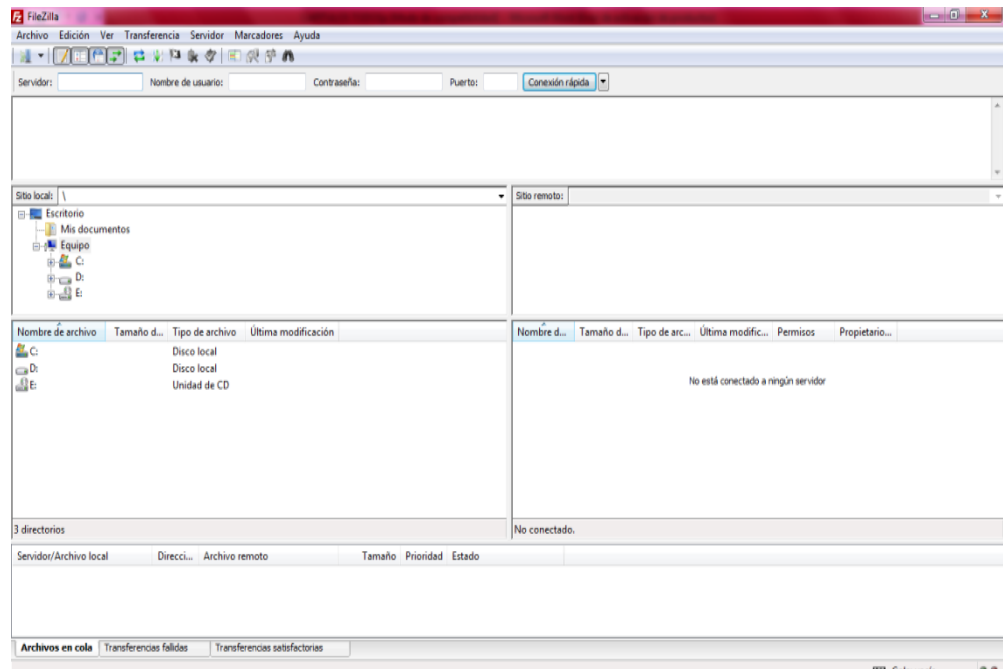 FileZilla
Archivo Edición Ver Transferencia Servidor Marcadores Ayuda
Servidor: Nombre de usuario: Contraseña: Puerto: Conexión rápida
Sitio local: \
Sitio remoto:
Escritorio
Mis documentos
Equipo
C:
D:
E:
Nombre de archivo Tamaño d... Tipo de archivo Última modificación
C: Disco local
D: Disco local
E: Unidad de CD
3 directorios
Nombre d... Tamaño d... Tipo de arc... Última modific... Permisos Propietario...
No está conectado a ningún servidor
No conectado.
Servidor/Archivo local Direcci... Archivo remoto Tamaño Prioridad Estado
Archivos en cola Transferencias fallidas Transferencias satisfactorias